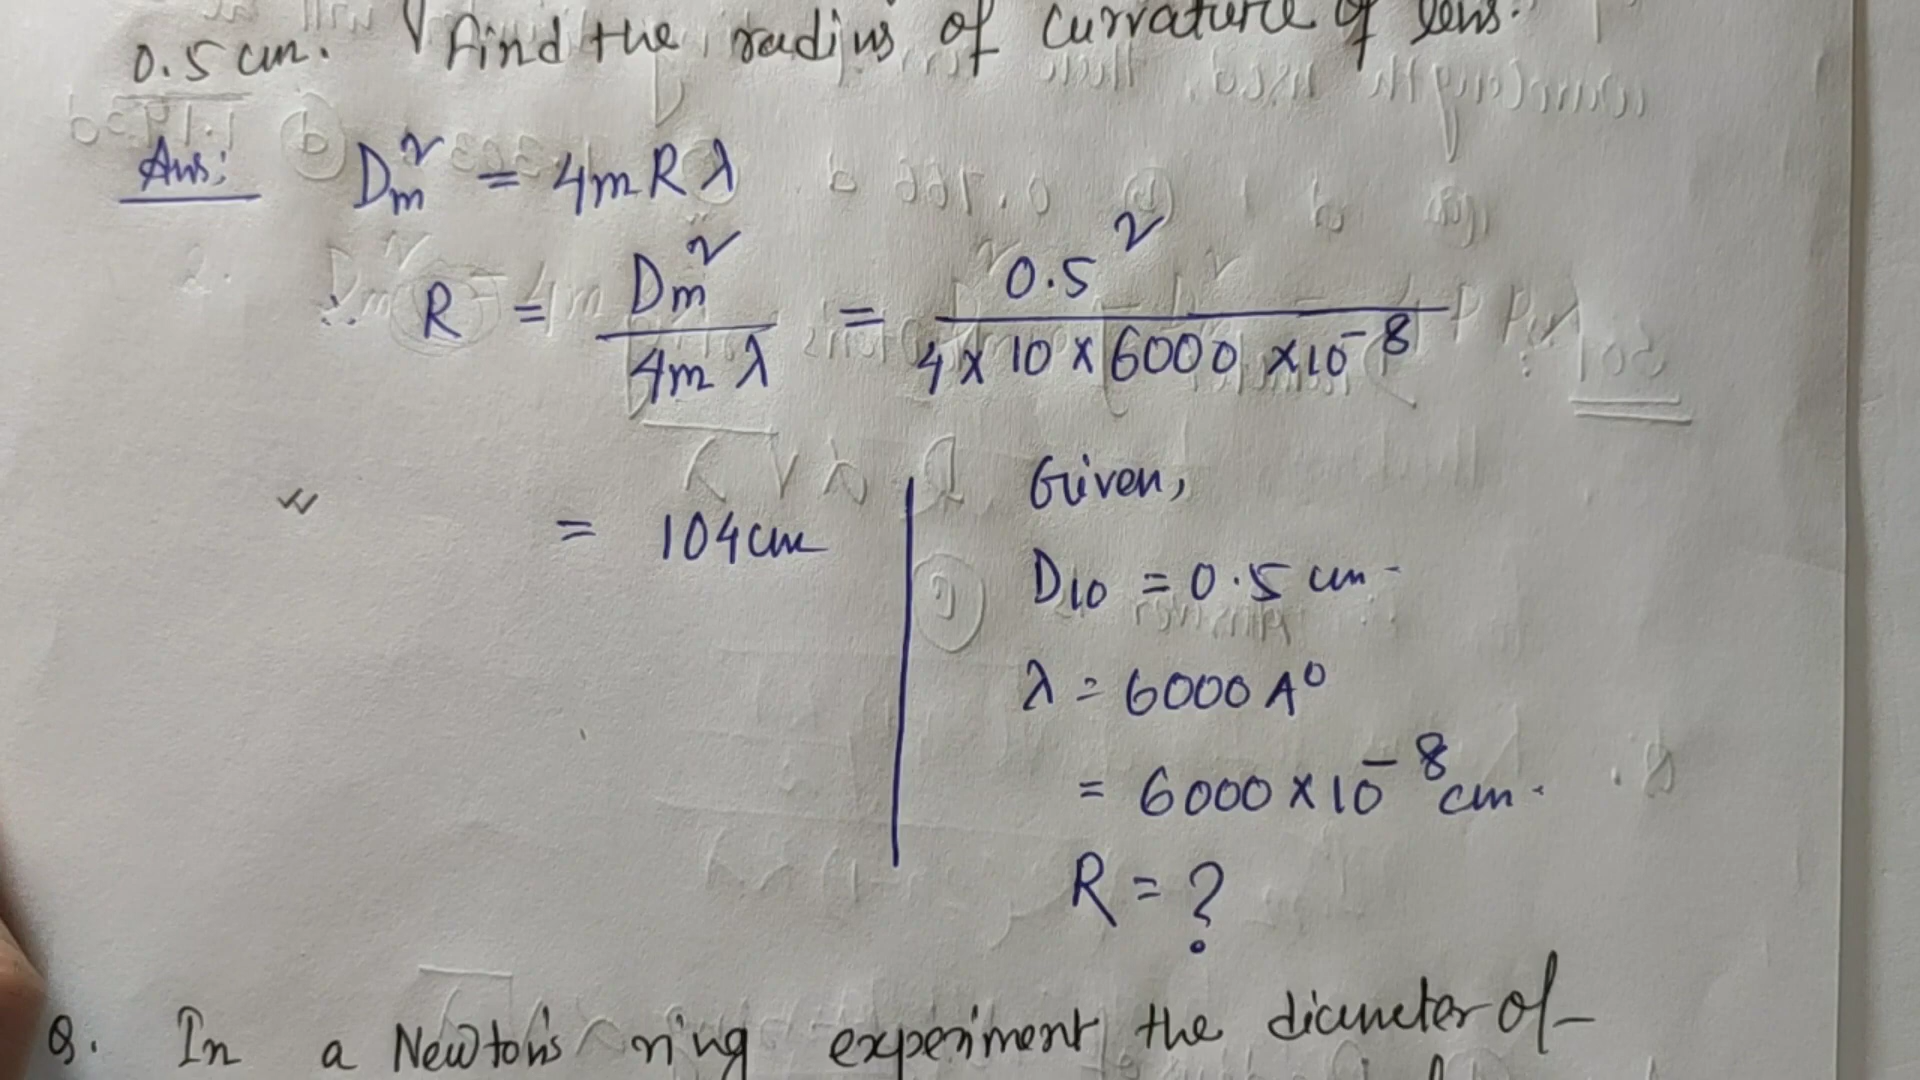 0.5 cm. Find the radius of curvature of lens.
Ans: Dm² = 4mRλ
∴ R = Dm² / 4mλ = 0.5² / 4 × 10 × 6000 × 10⁻⁸
= 104 cm
Given,
D10 = 0.5 cm.
λ = 6000 A⁰
= 6000 × 10⁻⁸ cm.
R = ?
Q. In a Newton's ring experiment the diameter of